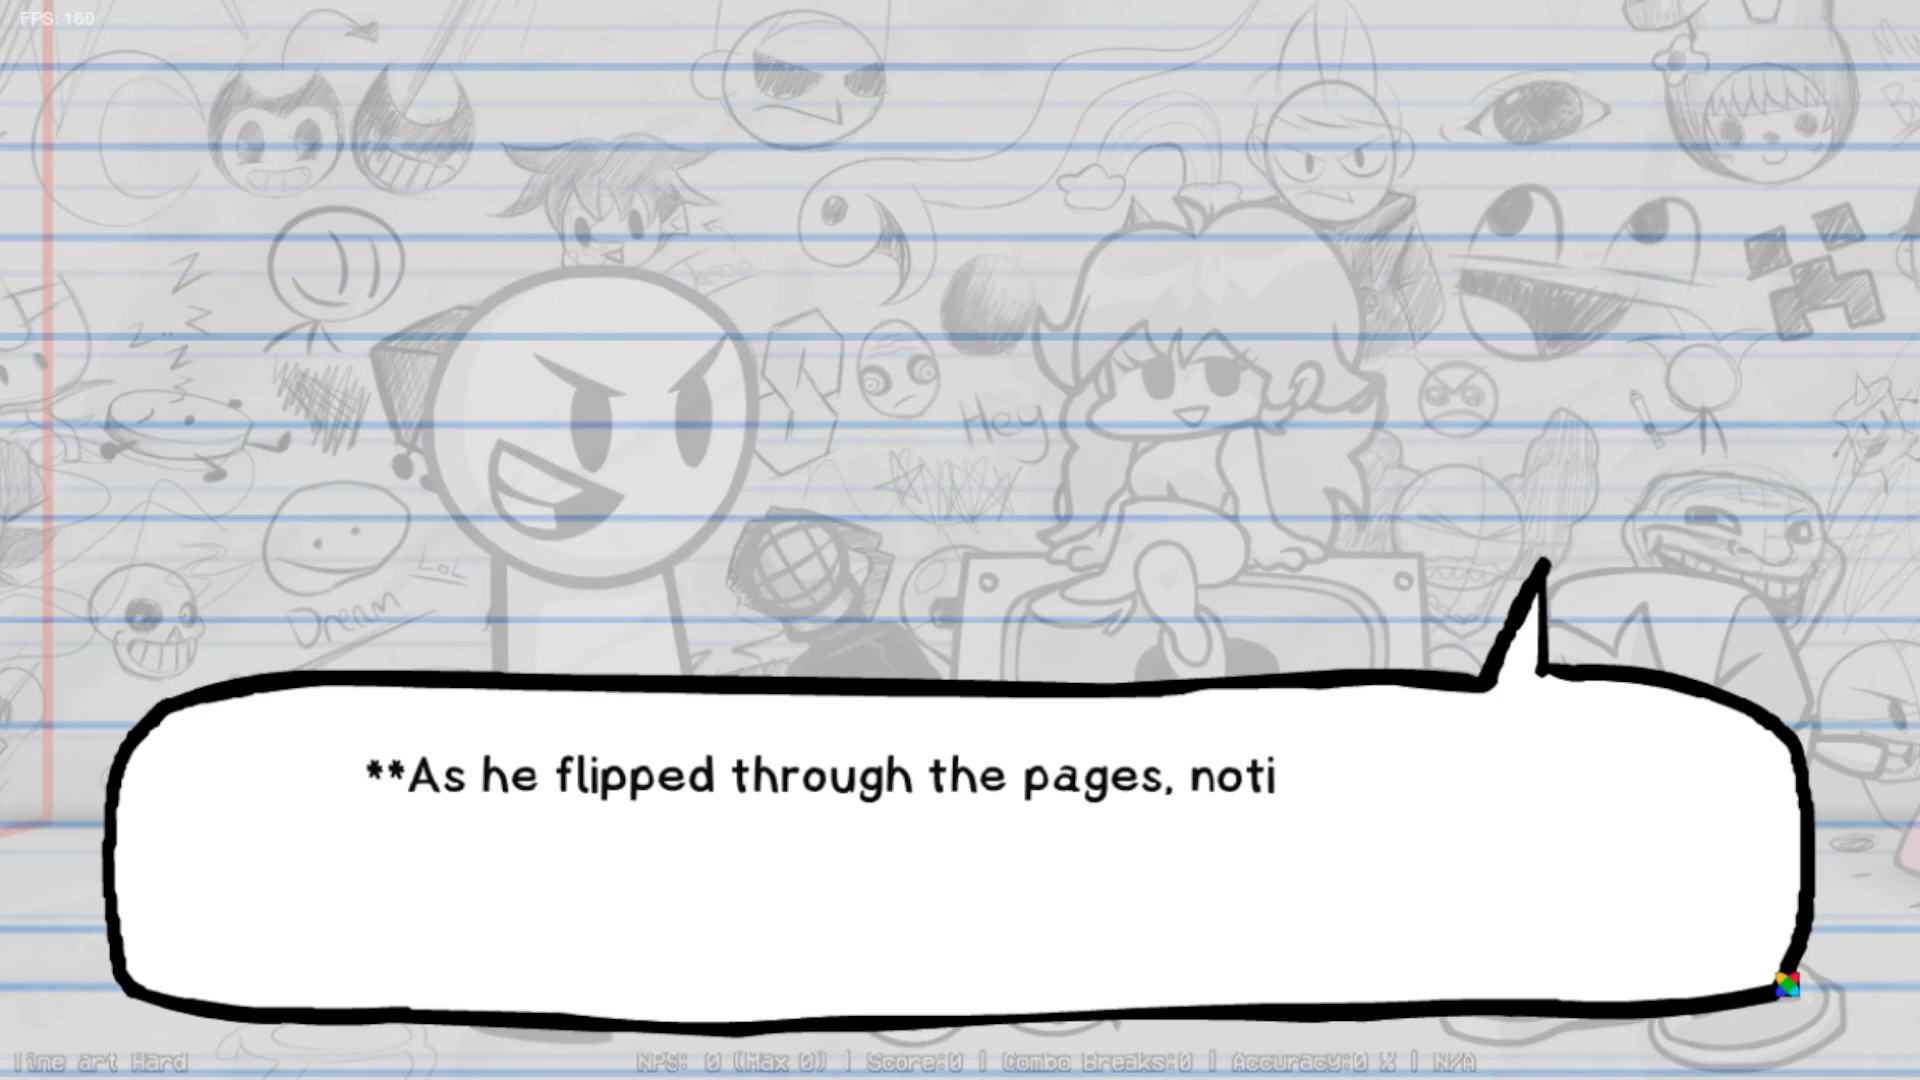 FPS: 160
Hey
LOL
Dream
**As he flipped through the pages, noti
line art Hard
NPS: 0 (Max 0) | Score:0 | Combo Breaks:0 | Accuracy:0 % | N/A